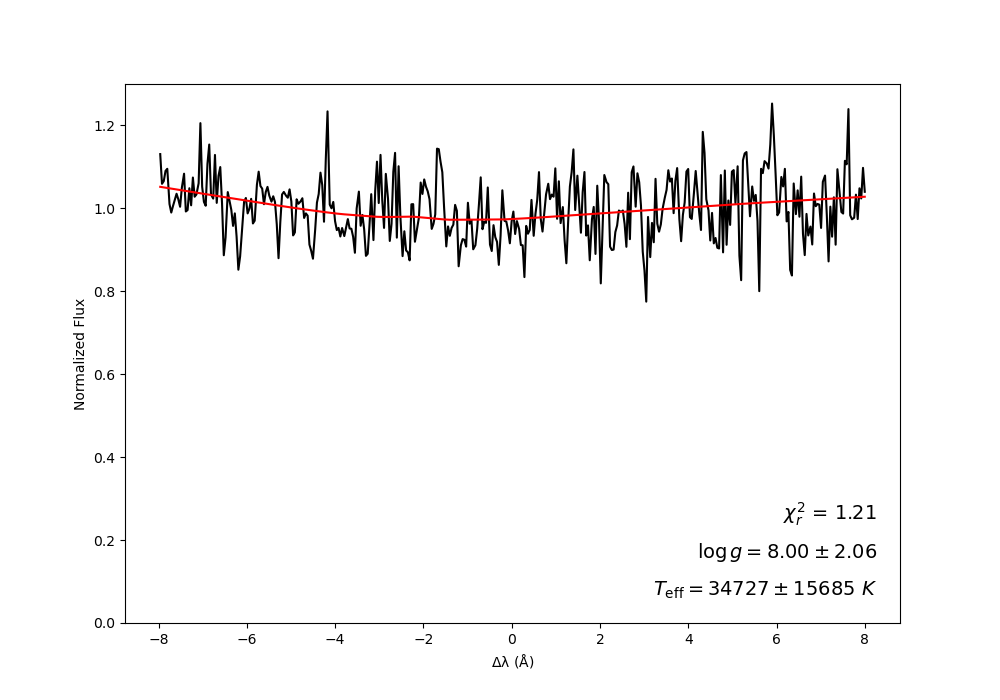 1.2
1.0
0.8
0.6
0.4
0.2
0.0
Normalized Flux
χ²ᵣ = 1.21
log g = 8.00 ± 2.06
T_eff = 34727 ± 15685 K
−8 −6 −4 −2 0 2 4 6 8
Δλ (Å)